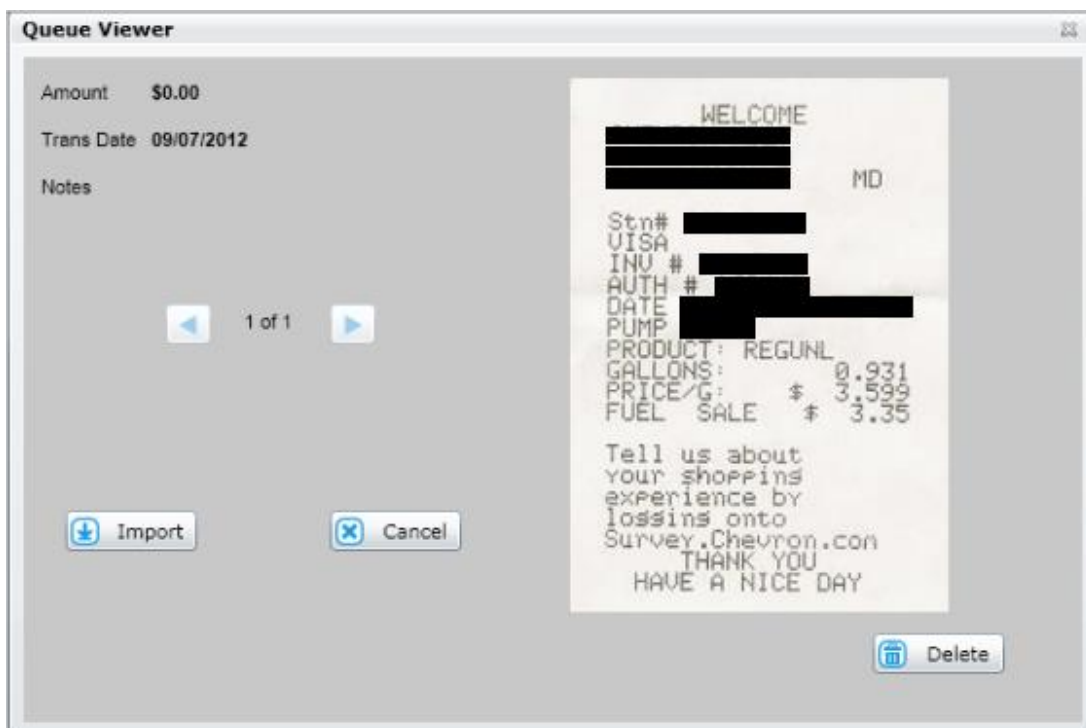 Queue Viewer
Amount $0.00
Trans Date 09/07/2012
Notes
1 of 1
Import
Cancel
WELCOME
MD
Stn#
VISA
INV #
AUTH #
DATE
PUMP
PRODUCT: REGUNL
GALLONS: 0.931
PRICE/G: $ 3.599
FUEL SALE $ 3.35
Tell us about
your shopping
experience by
logging onto
Survey.Chevron.con
THANK YOU
HAVE A NICE DAY
Delete